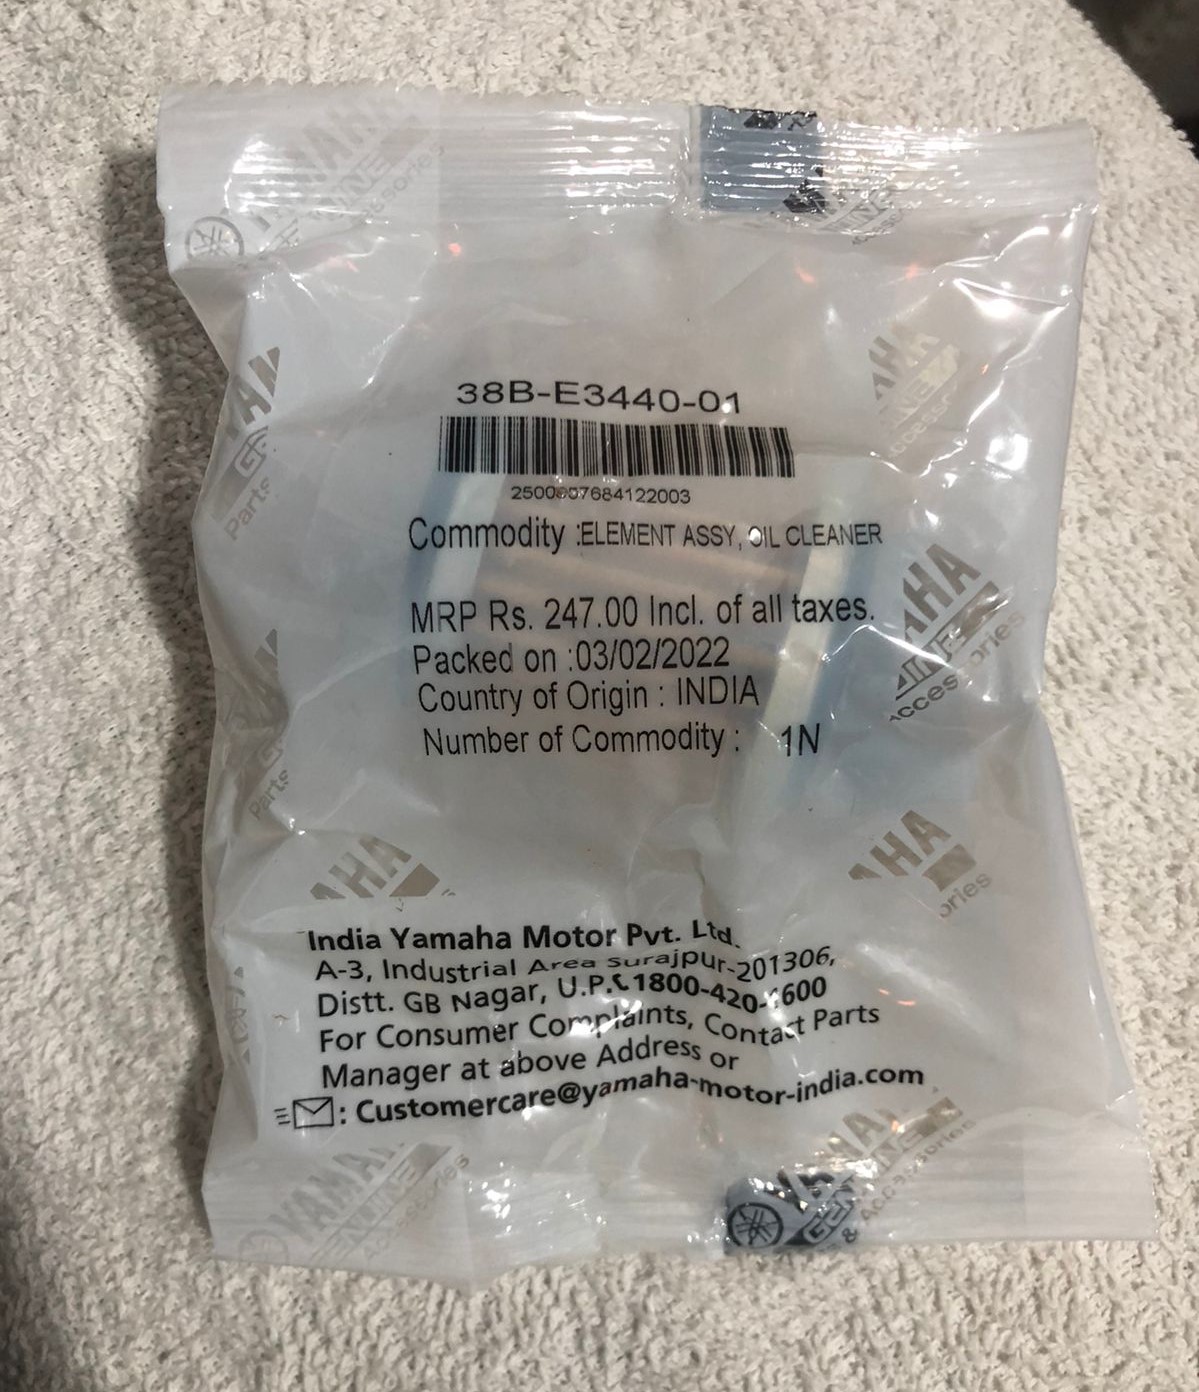 38B-E3440-01
Commodity :ELEMENT ASSY, OIL CLEANER
MRP Rs. 247.00 Incl. of all taxes.
Packed on :03/02/2022
Country of Origin : INDIA
Number of Commodity : 1N
India Yamaha Motor Pvt. Ltd.
A-3, Industrial Area Surajpur-201306,
Distt. GB Nagar, U.P. 1800-420-1600
For Consumer Complaints, Contact Parts
Manager at above Address or
: Customercare@yamaha-motor-india.com